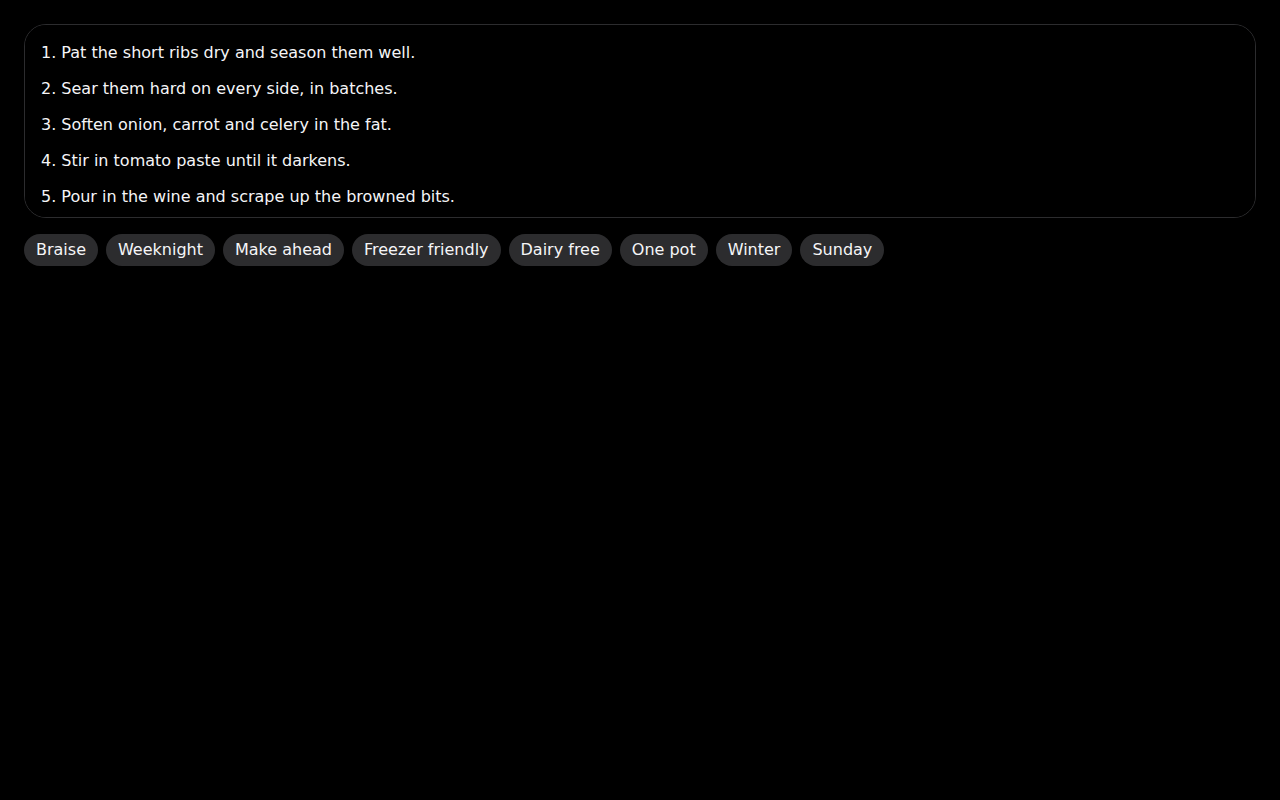 1. Pat the short ribs dry and season them well.
2. Sear them hard on every side, in batches.
3. Soften onion, carrot and celery in the fat.
4. Stir in tomato paste until it darkens.
5. Pour in the wine and scrape up the browned bits.
Braise Weeknight Make ahead Freezer friendly Dairy free One pot Winter Sunday